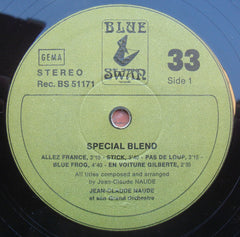 BLUE
SWAN
GEMA
STEREO
Rec. BS 51171
33
Side 1
SPECIAL BLEND
ALLEZ FRANCE, 3'15 - STICK, 3'40 - PAS DE LOUP, 3'15 -
BLUE FROG, 4'40 - EN VOITURE GILBERTE, 2'35
All titles composed and arranged
by Jean-Claude NAUDE
JEAN-CLAUDE NAUDE
et son Grand Orchestre